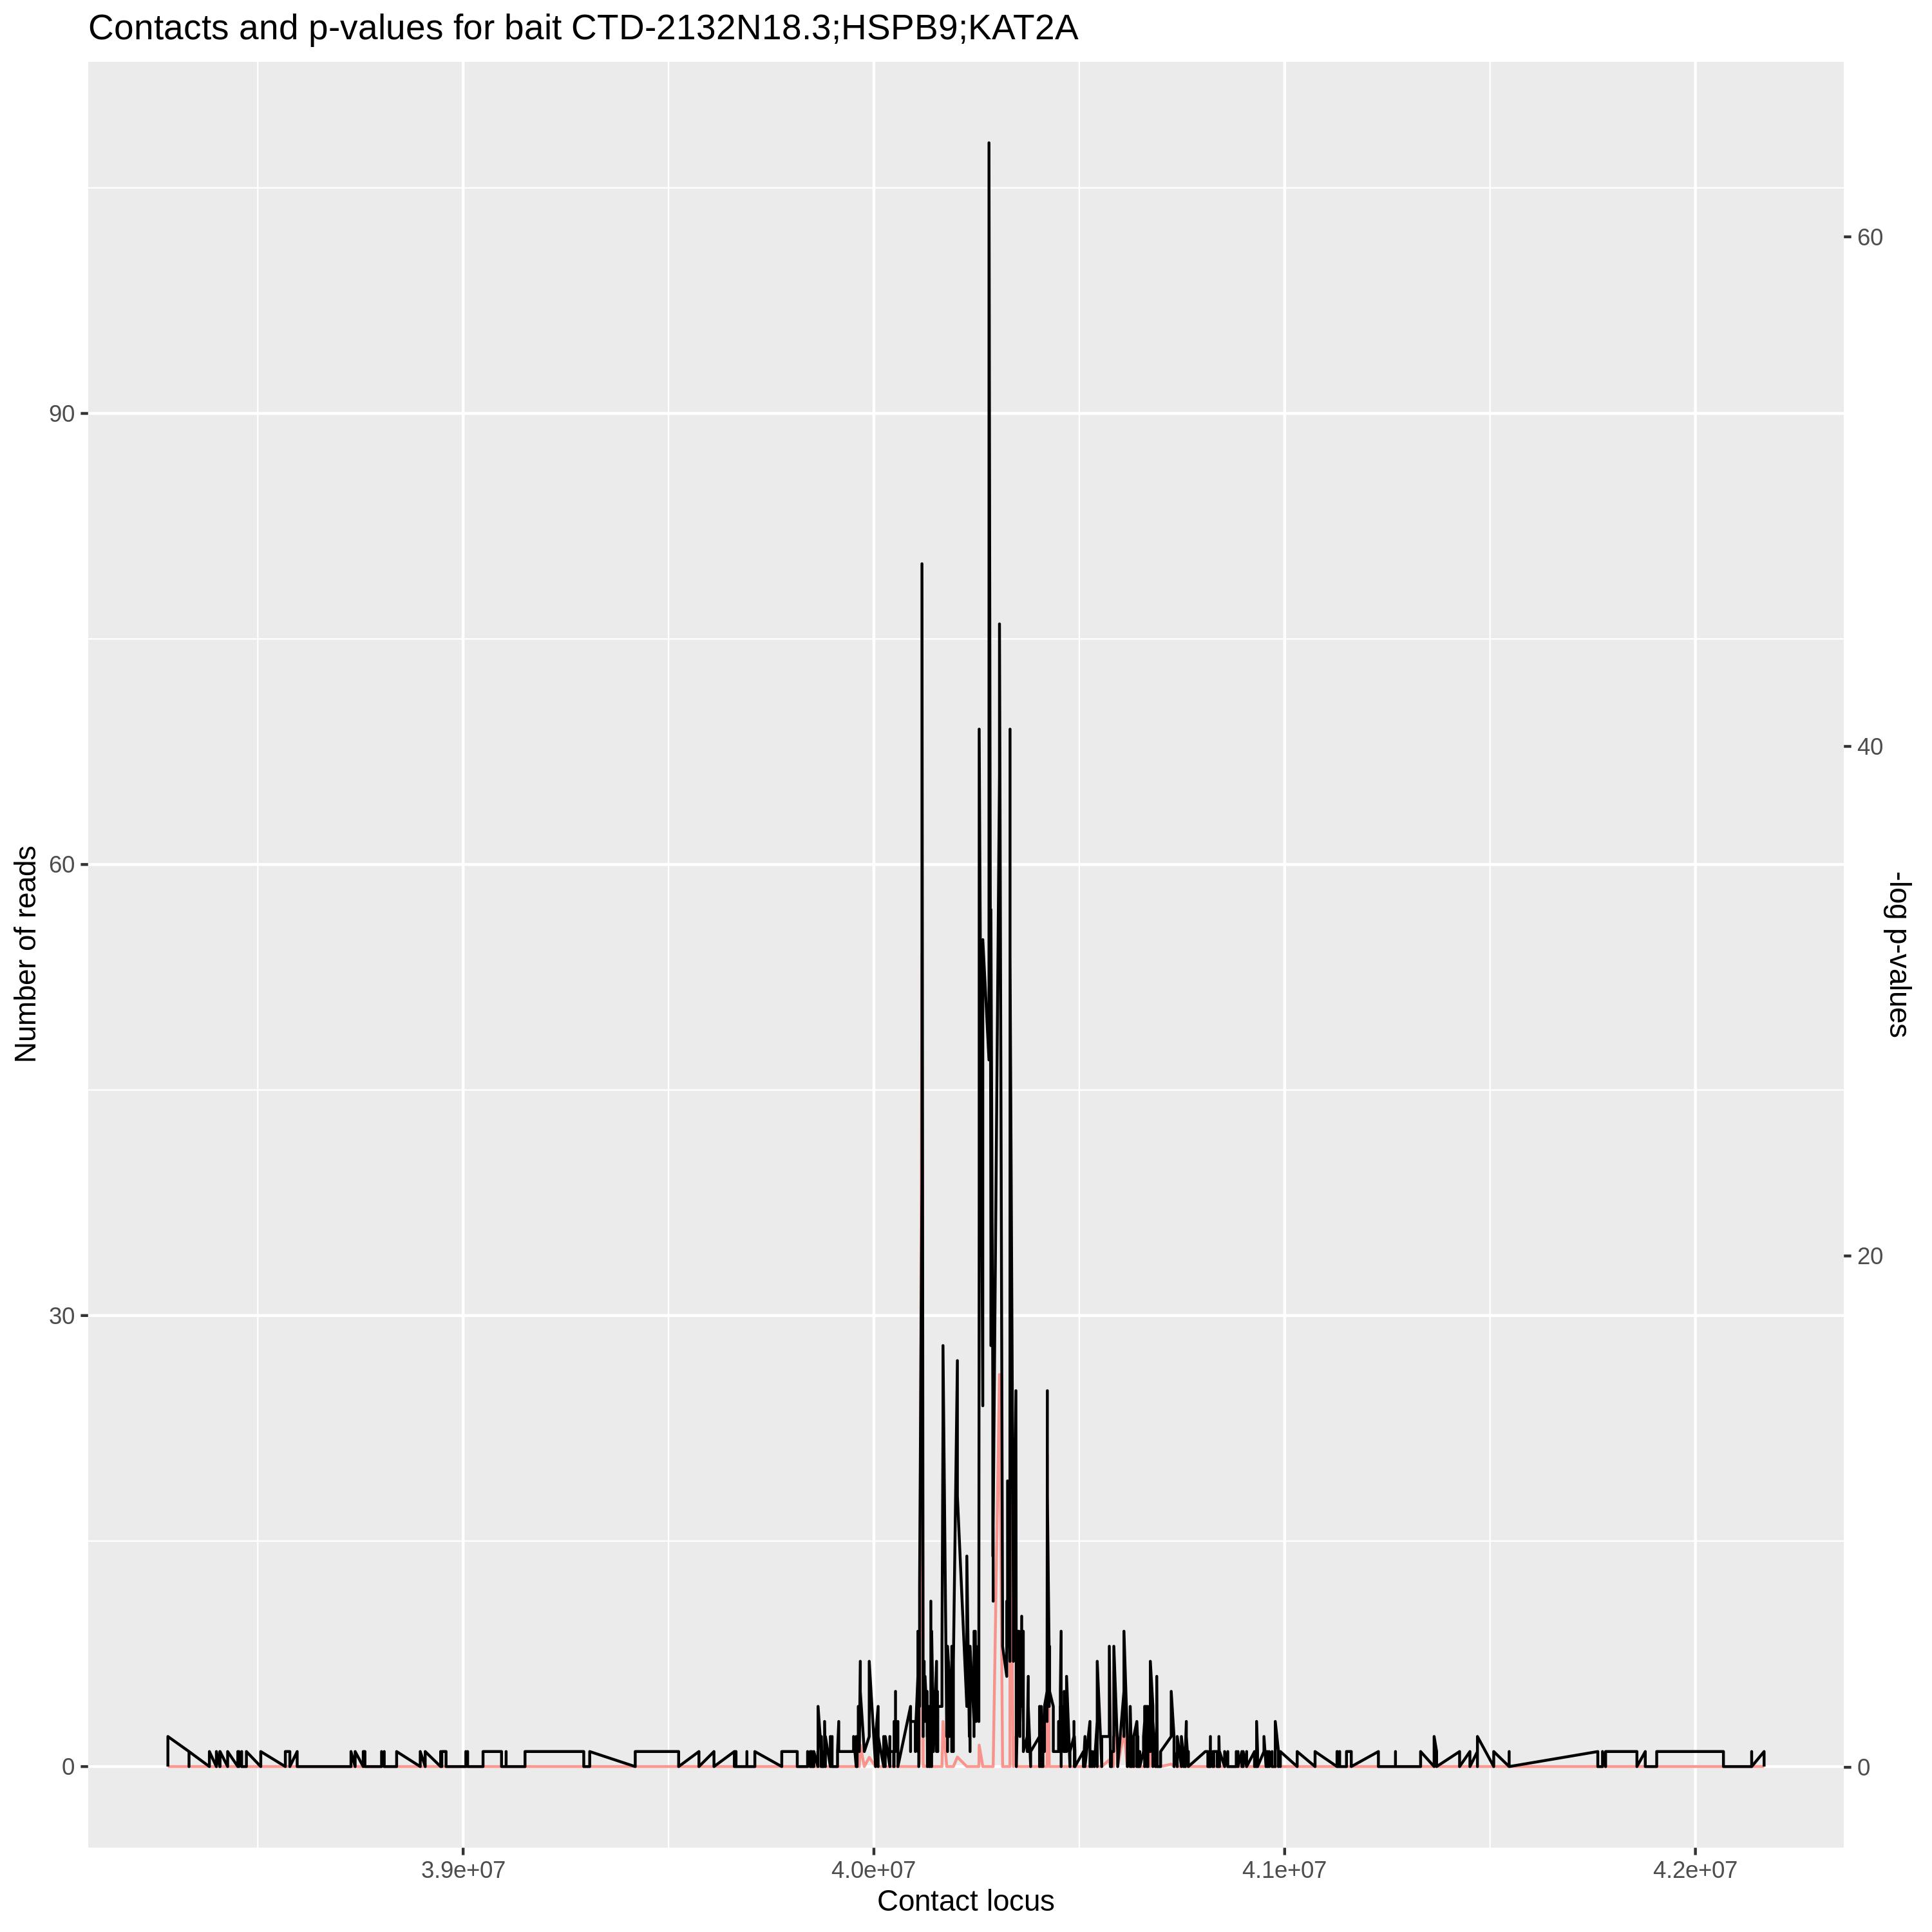 Contacts and p-values for bait CTD-2132N18.3;HSPB9;KAT2A
Number of reads
90
60
30
0
60
40
20
0
-log p-values
3.9e+07
4.0e+07
4.1e+07
4.2e+07
Contact locus